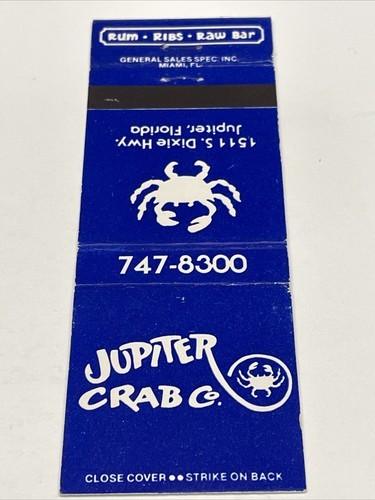 Rum • Ribs • Raw Bar
GENERAL SALES SPEC. INC.
MIAMI, FL.
1511 S. Dixie Hwy.
Jupiter, Florida
747-8300
JUPITER
CRAB Co.
CLOSE COVER ●● STRIKE ON BACK